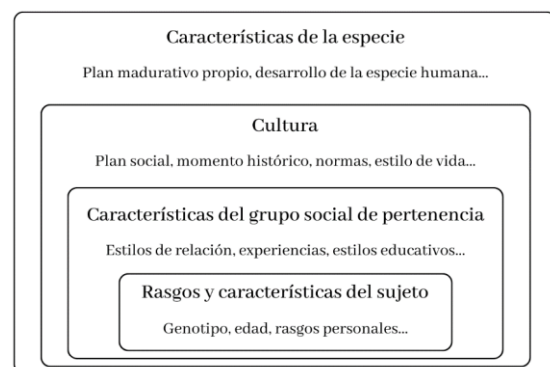 Características de la especie
Plan madurativo propio, desarrollo de la especie humana...
Cultura
Plan social, momento histórico, normas, estilo de vida...
Características del grupo social de pertenencia
Estilos de relación, experiencias, estilos educativos...
Rasgos y características del sujeto
Genotipo, edad, rasgos personales...